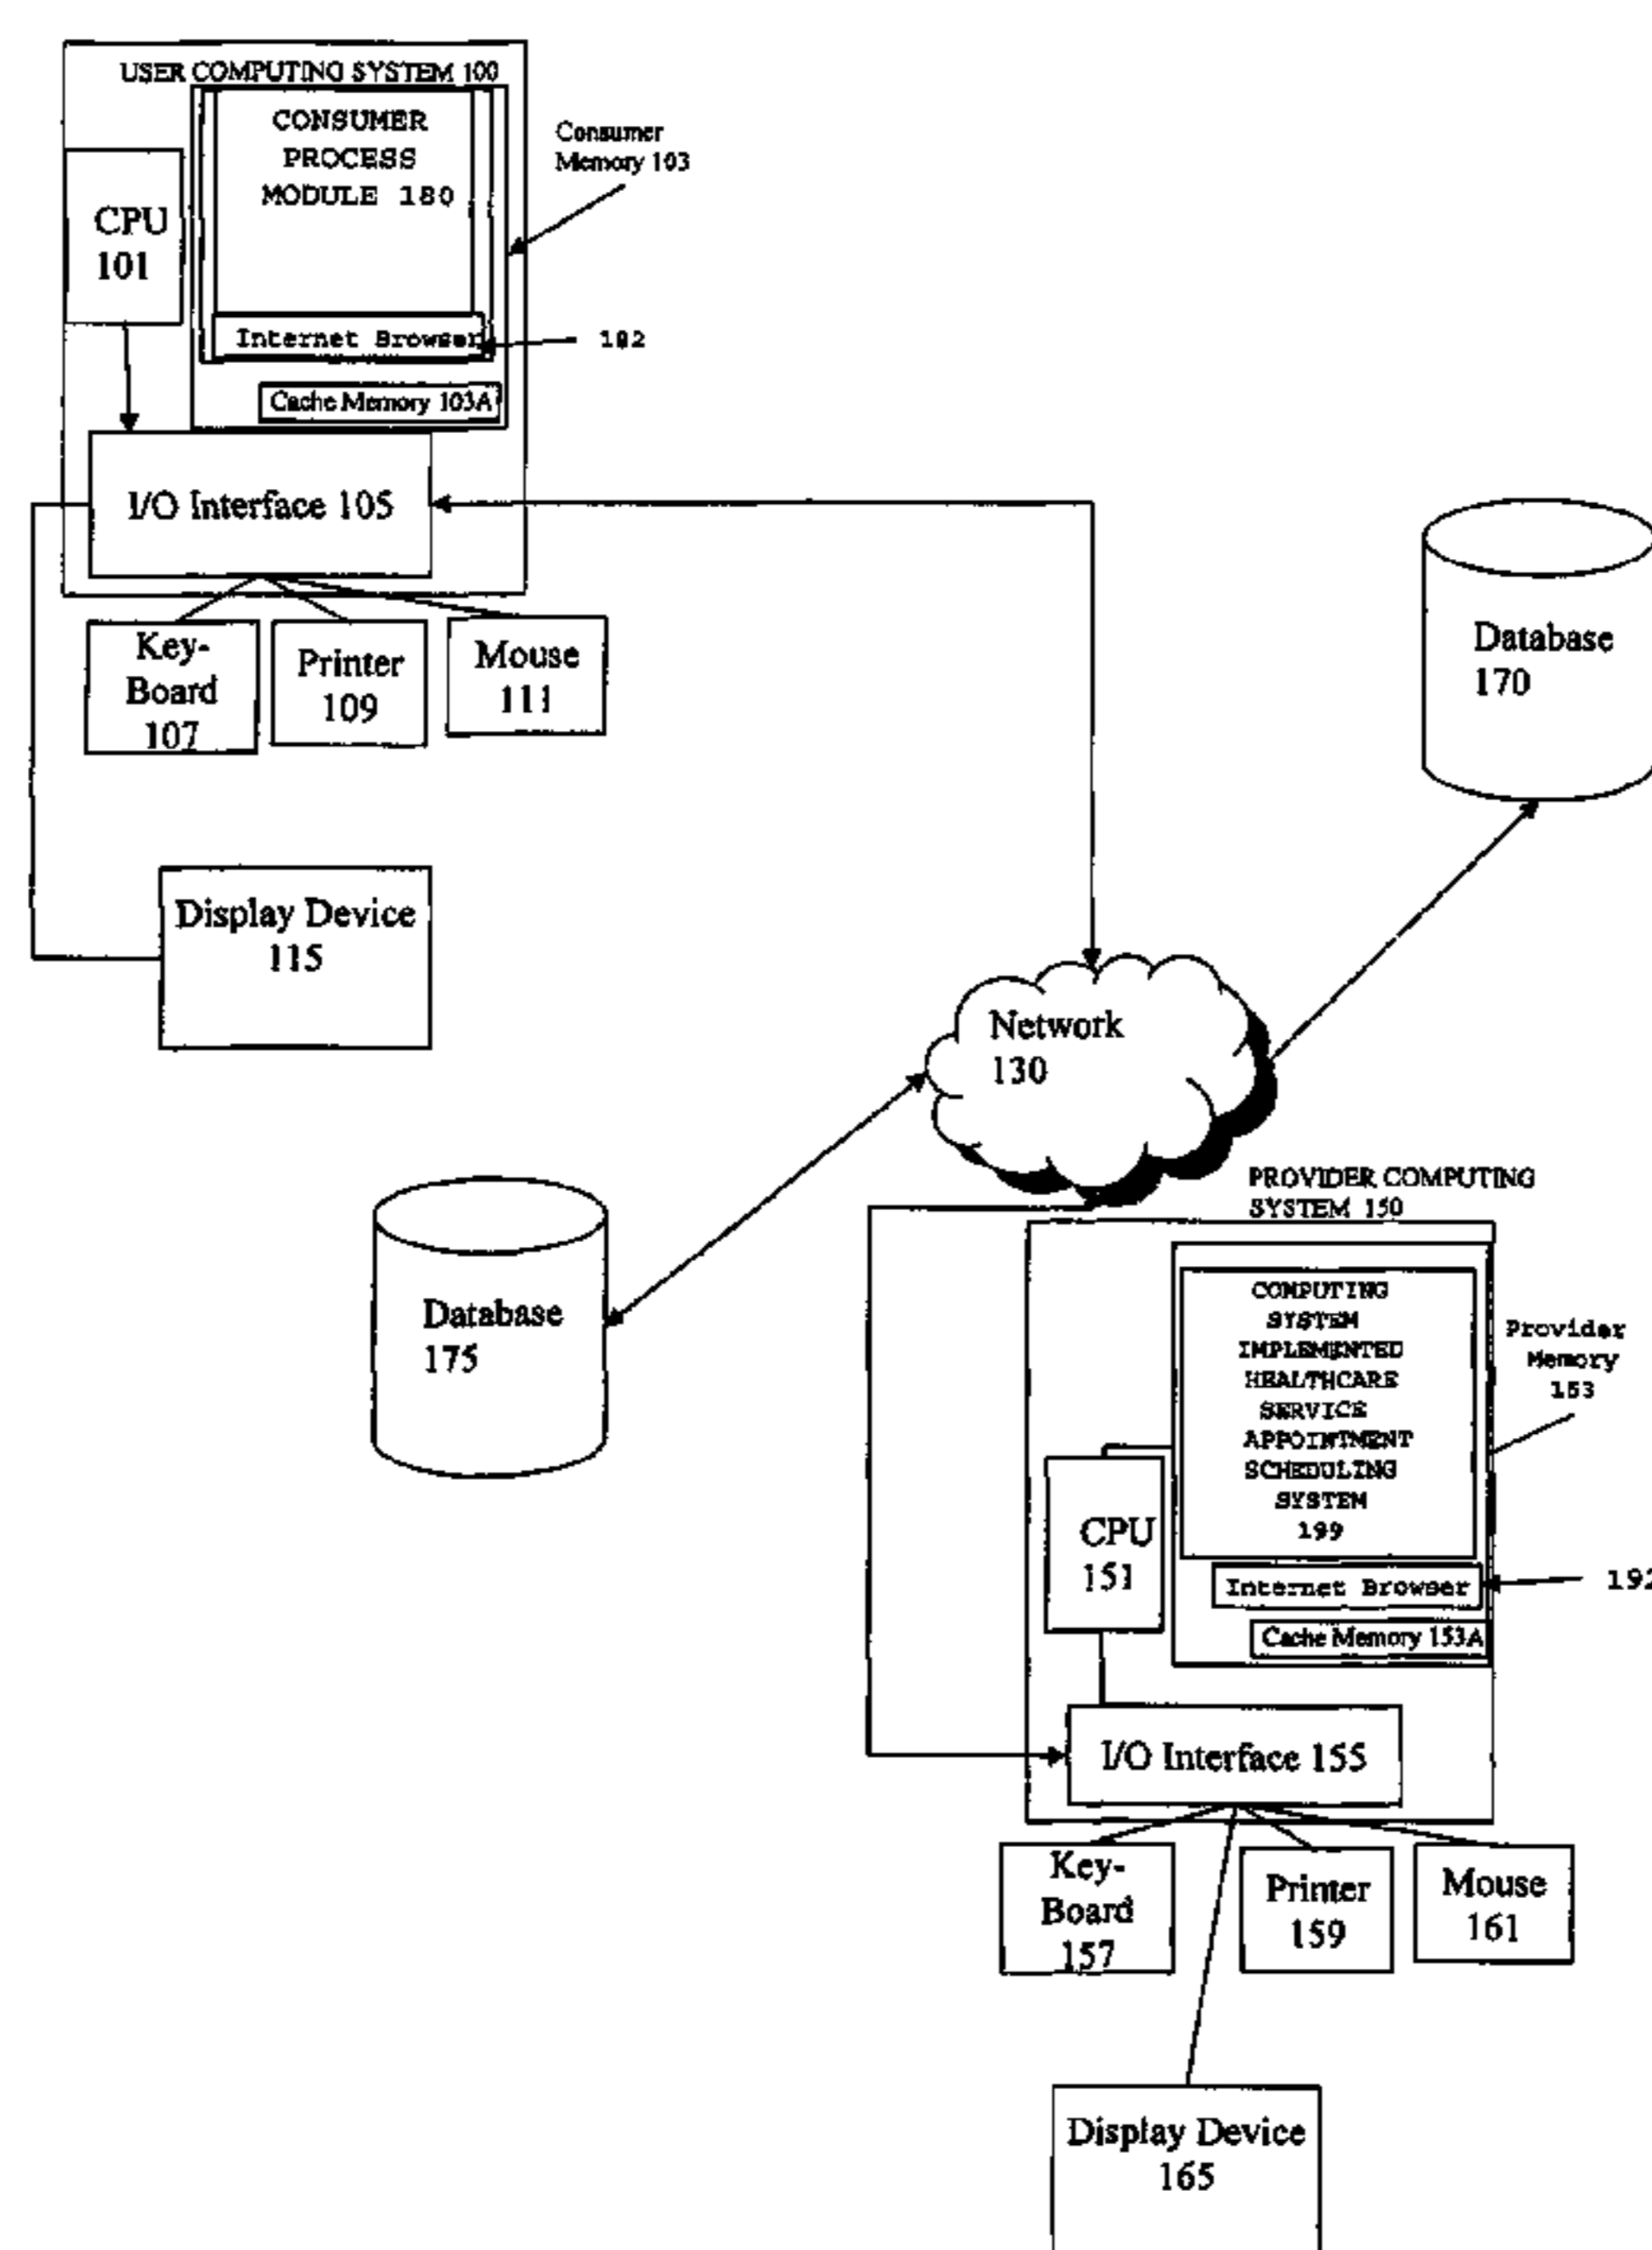 USER COMPUTING SYSTEM 100
CONSUMER
PROCESS
MODULE 180
Consumer
Memory 103
CPU
101
Internet Browser
182
Cache Memory 103A
I/O Interface 105
Key-
Board
107
Printer
109
Mouse
111
Database
170
Display Device
115
Network
130
Database
175
PROVIDER COMPUTING
SYSTEM 150
COMPUTING
SYSTEM
IMPLEMENTED
HEALTHCARE
SERVICE
APPOINTMENT
SCHEDULING
SYSTEM
199
Provider
Memory
153
CPU
151
Internet Browser
192
Cache Memory 153A
I/O Interface 155
Key-
Board
157
Printer
159
Mouse
161
Display Device
165